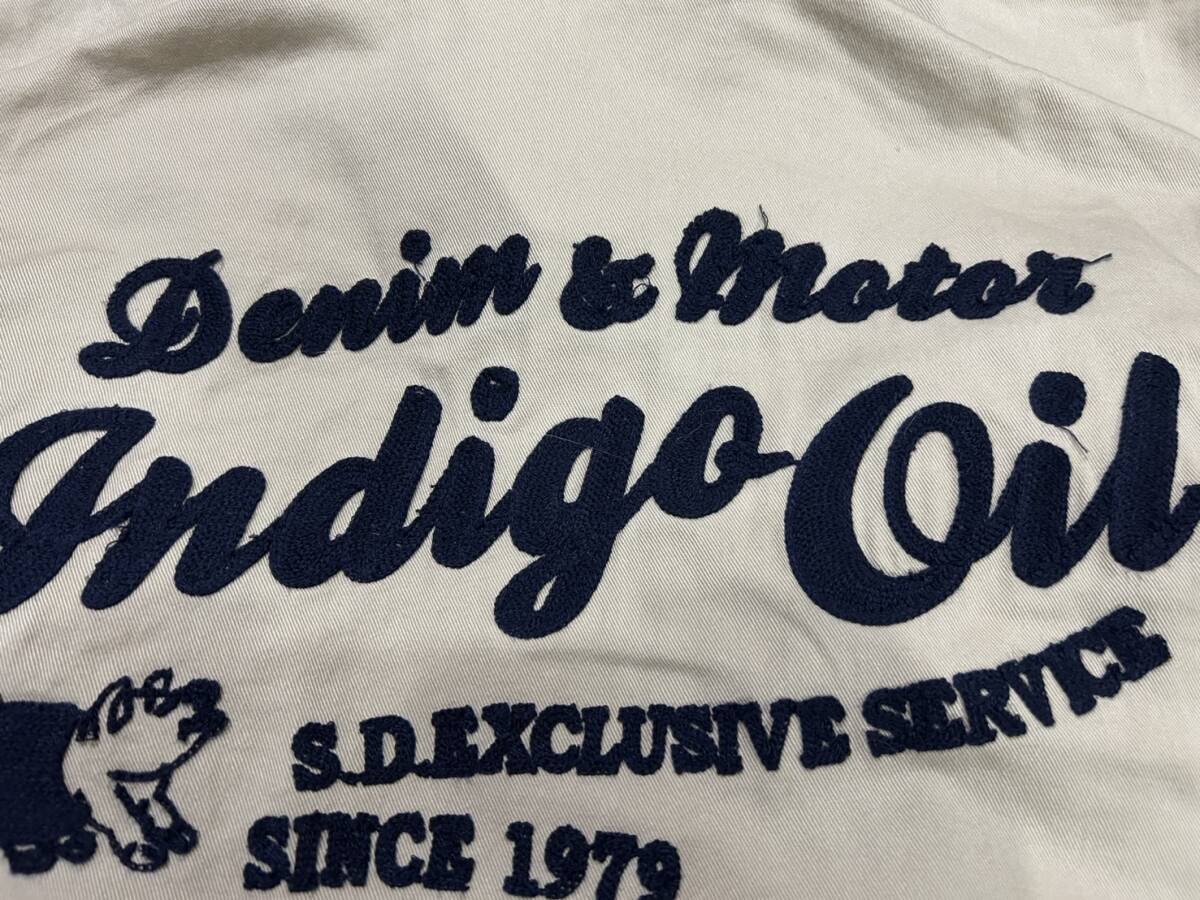 Denim & Motor
Indigo Oil
S.D.EXCLUSIVE SERVICE
SINCE 1979